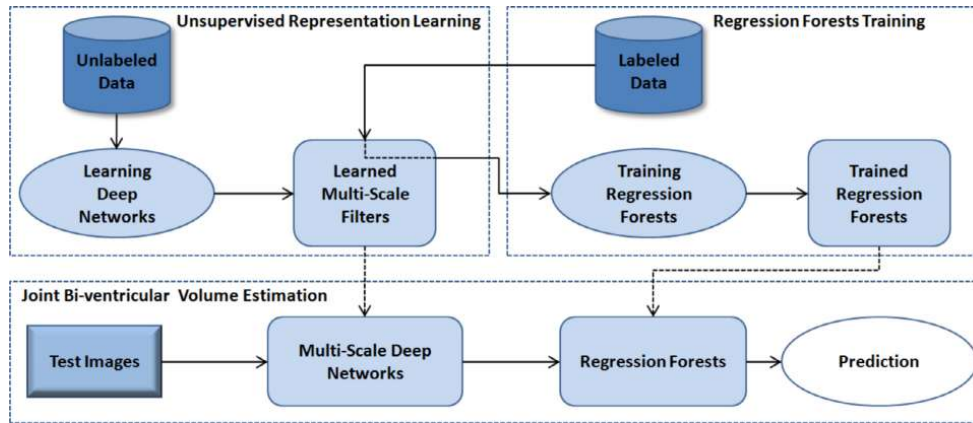 Unsupervised Representation Learning
Unlabeled
Data
Learning
Deep
Networks
Learned
Multi-Scale
Filters
Regression Forests Training
Labeled
Data
Training
Regression
Forests
Trained
Regression
Forests
Joint Bi-ventricular Volume Estimation
Test Images
Multi-Scale Deep
Networks
Regression Forests
Prediction